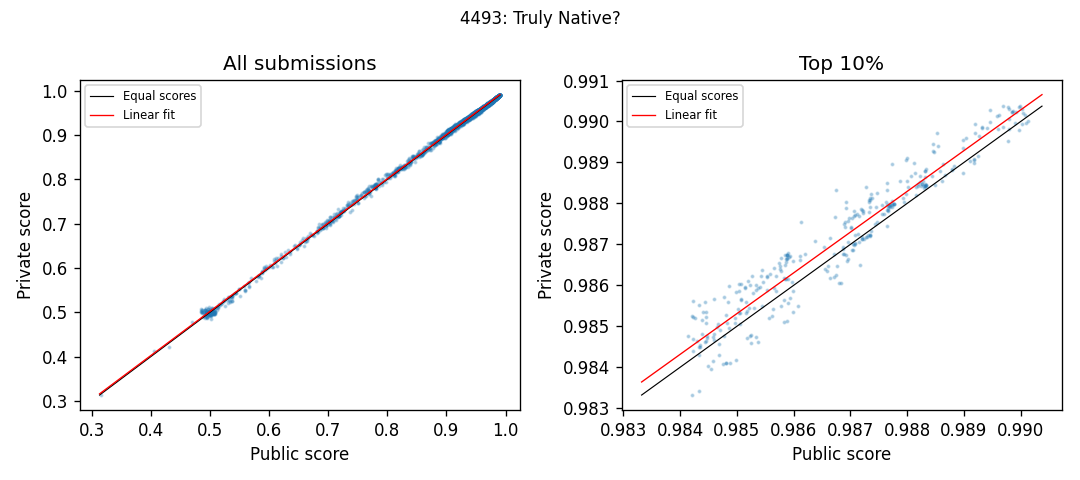 4493: Truly Native?
All submissions
Equal scores
Linear fit
1.0
0.9
0.8
0.7
0.6
0.5
0.4
0.3
Private score
0.3 0.4 0.5 0.6 0.7 0.8 0.9 1.0
Public score
Top 10%
Equal scores
Linear fit
0.991
0.990
0.989
0.988
0.987
0.986
0.985
0.984
0.983
Private score
0.983 0.984 0.985 0.986 0.987 0.988 0.989 0.990
Public score